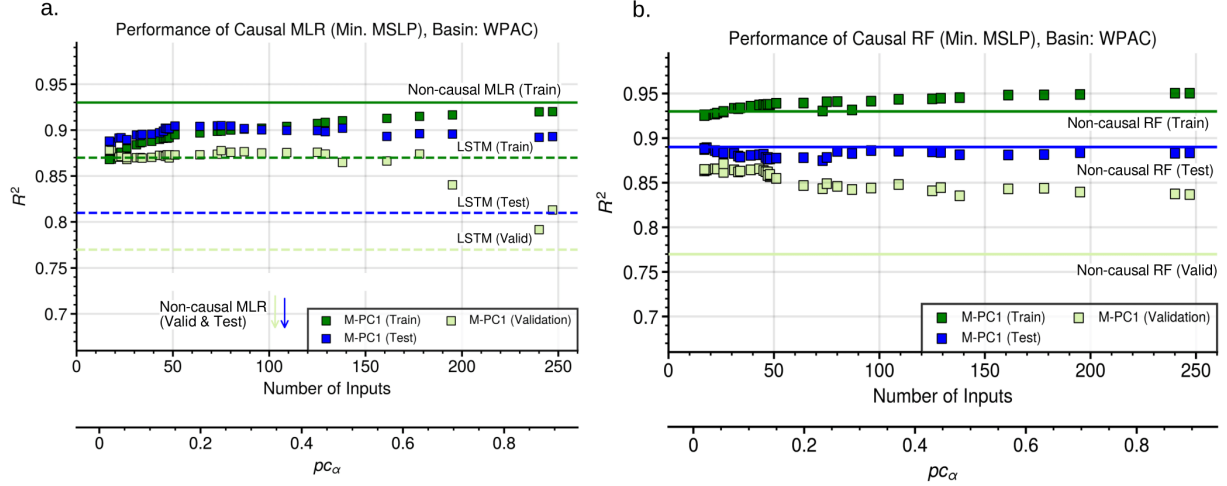 a.
Performance of Causal MLR (Min. MSLP), Basin: WPAC)
0.95
0.9
0.85
0.8
0.75
0.7
R²
Non-causal MLR (Train)
LSTM (Train)
LSTM (Test)
LSTM (Valid)
Non-causal MLR
(Valid & Test)
M-PC1 (Train)
M-PC1 (Validation)
M-PC1 (Test)
0 50 100 150 200 250
Number of Inputs
0 0.2 0.4 0.6 0.8
pcα
b.
Performance of Causal RF (Min. MSLP), Basin: WPAC)
0.95
0.9
0.85
0.8
0.75
0.7
R²
Non-causal RF (Train)
Non-causal RF (Test)
Non-causal RF (Valid)
M-PC1 (Train)
M-PC1 (Validation)
M-PC1 (Test)
0 50 100 150 200 250
Number of Inputs
0 0.2 0.4 0.6 0.8
pcα